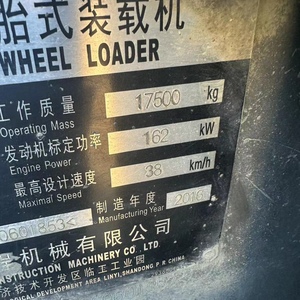 胎式装载机
WHEEL LOADER
工作质量 17500 kg
Operating Mass
发动机标定功率 162 kW
Engine Power
最高设计速度 38 km/h
Maximal Speed
制造年度 2016
Manufacturing Year
机械有限公司
CONSTRUCTION MACHINERY CO., LTD.
济技术开发区临工工业园
DEVELOPMENT AREA LINYI, SHANDONG P.R. CHINA